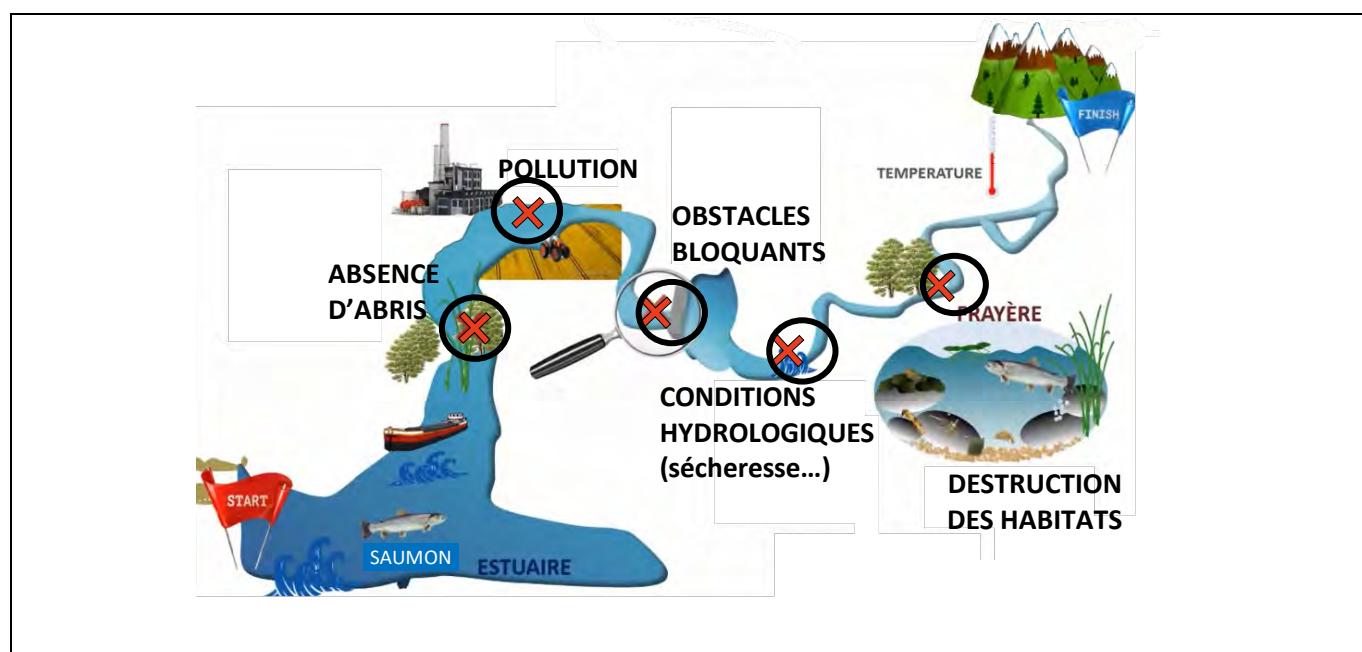 FINISH
POLLUTION
TEMPERATURE
OBSTACLES
BLOQUANTS
ABSENCE
D’ABRIS
FRAYÈRE
CONDITIONS
HYDROLOGIQUES
(sécheresse…)
DESTRUCTION
DES HABITATS
START
SAUMON
ESTUAIRE